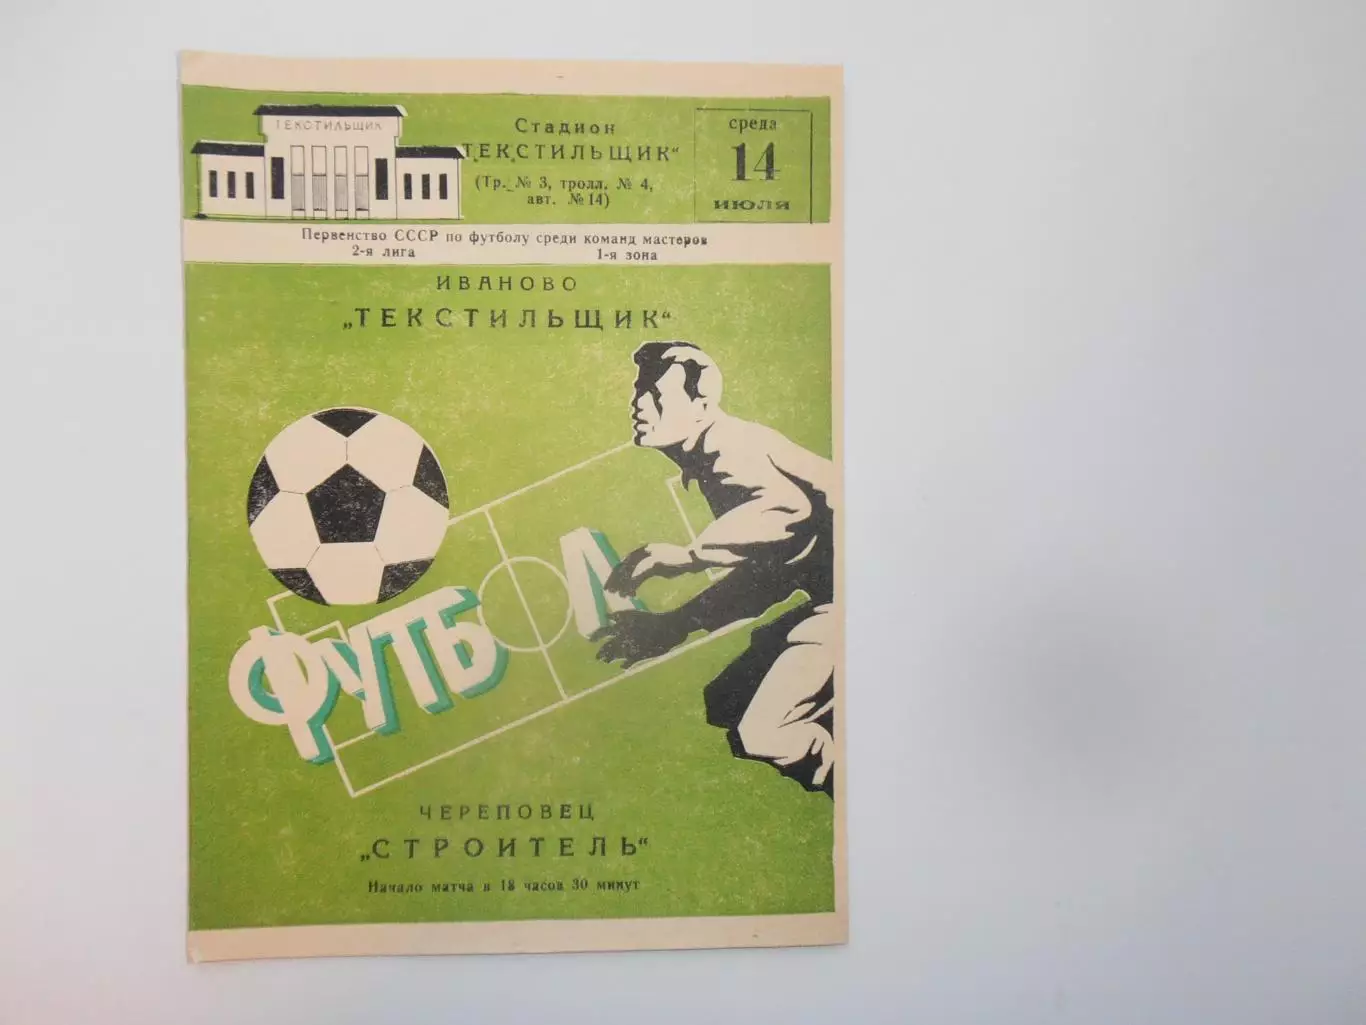 ТЕКСТИЛЬЩИК
Стадион
"ТЕКСТИЛЬЩИК"
(Тр. № 3, тролл. № 4,
авт. № 14)
среда
14
июля
Первенство СССР по футболу среди команд мастеров
2-я лига 1-я зона
ИВАНОВО
„ТЕКСТИЛЬЩИК"
ФУТБОЛ
ЧЕРЕПОВЕЦ
„СТРОИТЕЛЬ"
Начало матча в 18 часов 30 минут